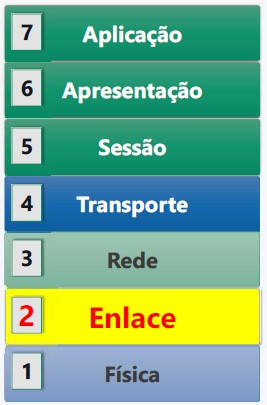 7 Aplicação
6 Apresentação
5 Sessão
4 Transporte
3 Rede
2 Enlace
1 Física